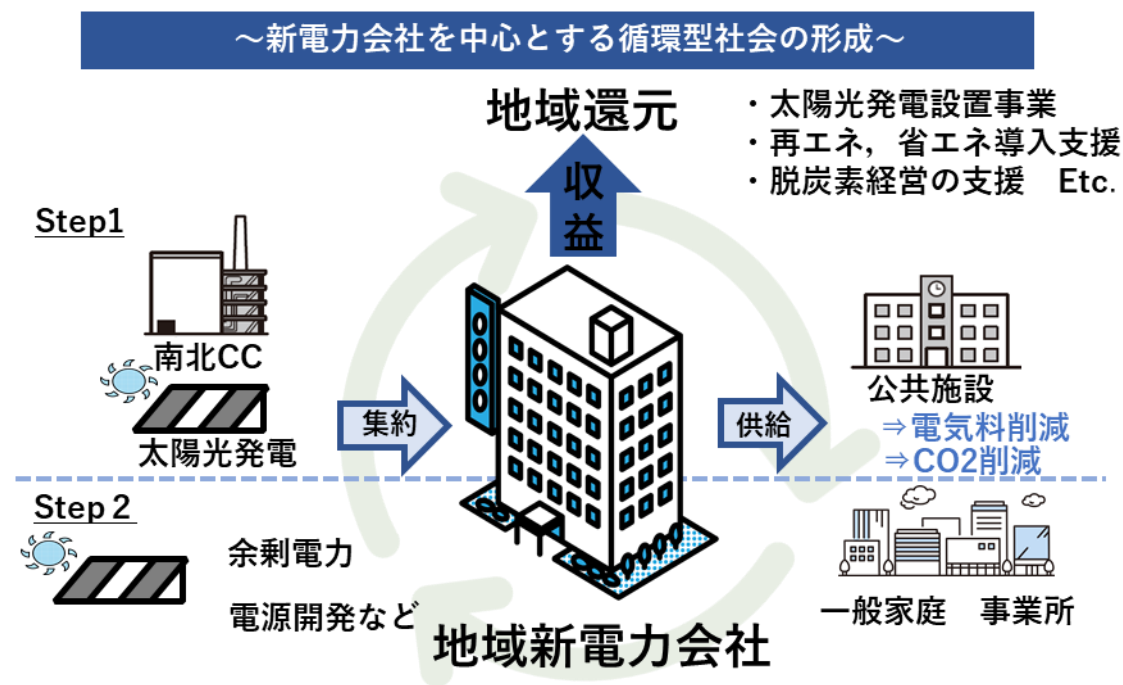 ～新電力会社を中心とする循環型社会の形成～
地域還元
・太陽光発電設置事業
・再エネ，省エネ導入支援
・脱炭素経営の支援　Etc.
収
益
Step1
南北CC
太陽光発電
集約
供給
公共施設
⇒電気料削減
⇒CO2削減
Step２
余剰電力
電源開発など
地域新電力会社
一般家庭　事業所